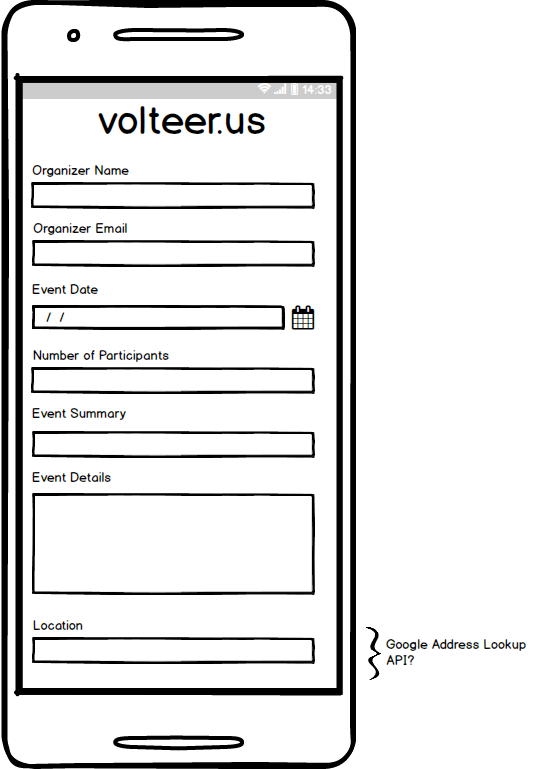 14:33
volteer.us
Organizer Name
Organizer Email
Event Date
/ /
Number of Participants
Event Summary
Event Details
Location
Google Address Lookup
API?